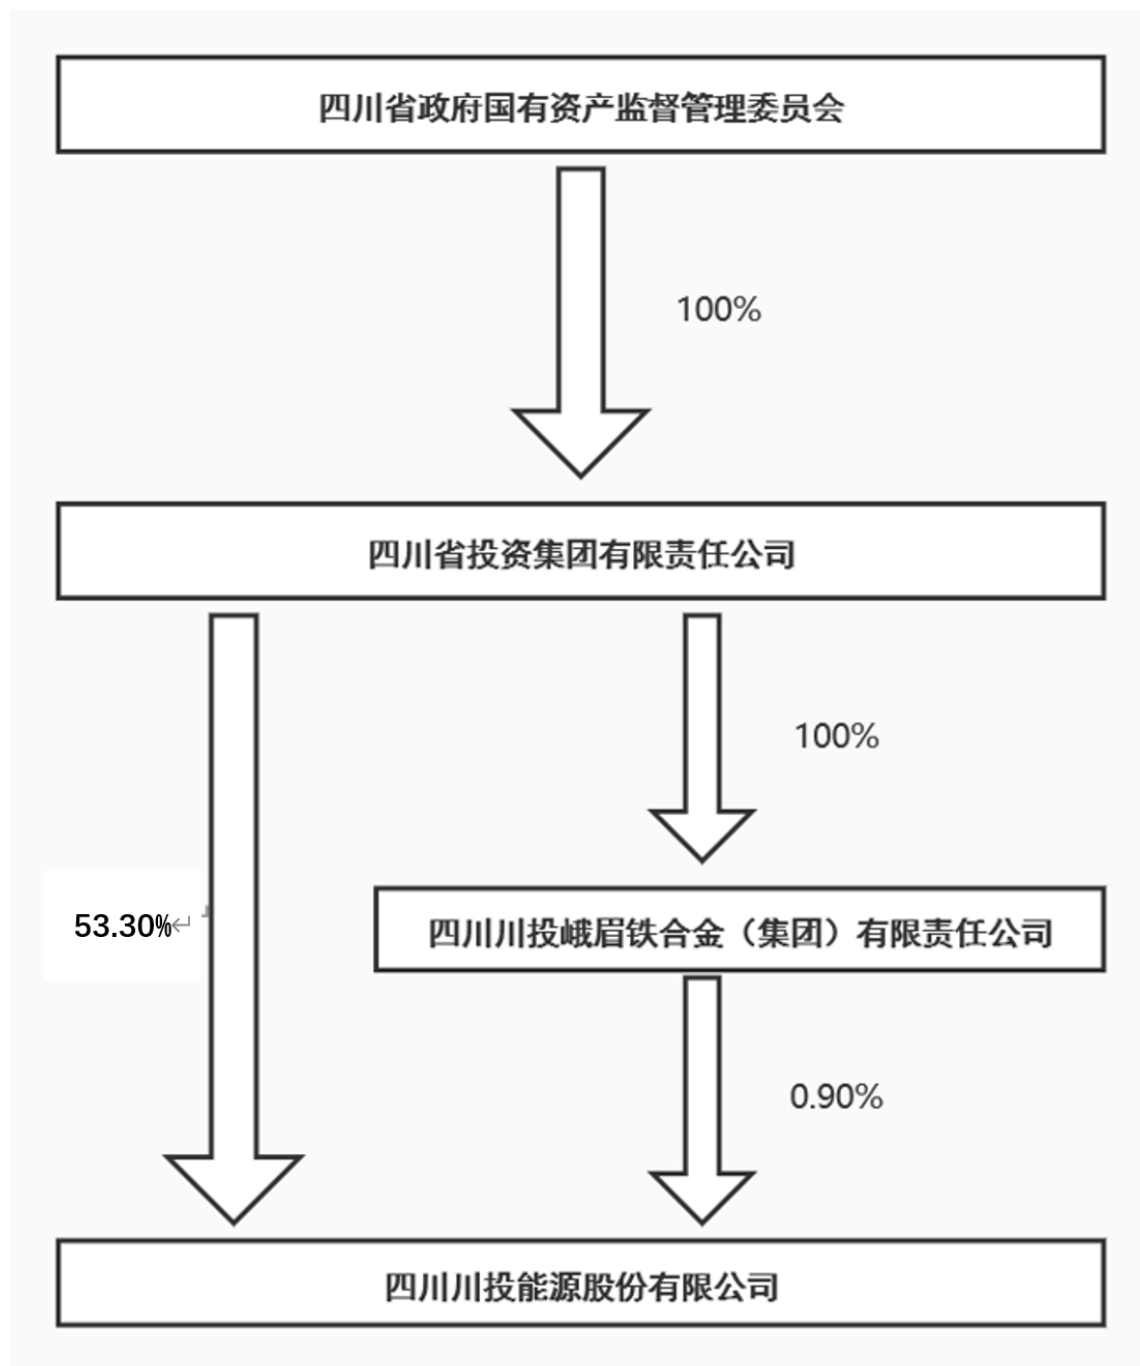 四川省政府国有资产监督管理委员会
100%
四川省投资集团有限责任公司
100%
53.30%↵
四川川投峨眉铁合金（集团）有限责任公司
0.90%
四川川投能源股份有限公司